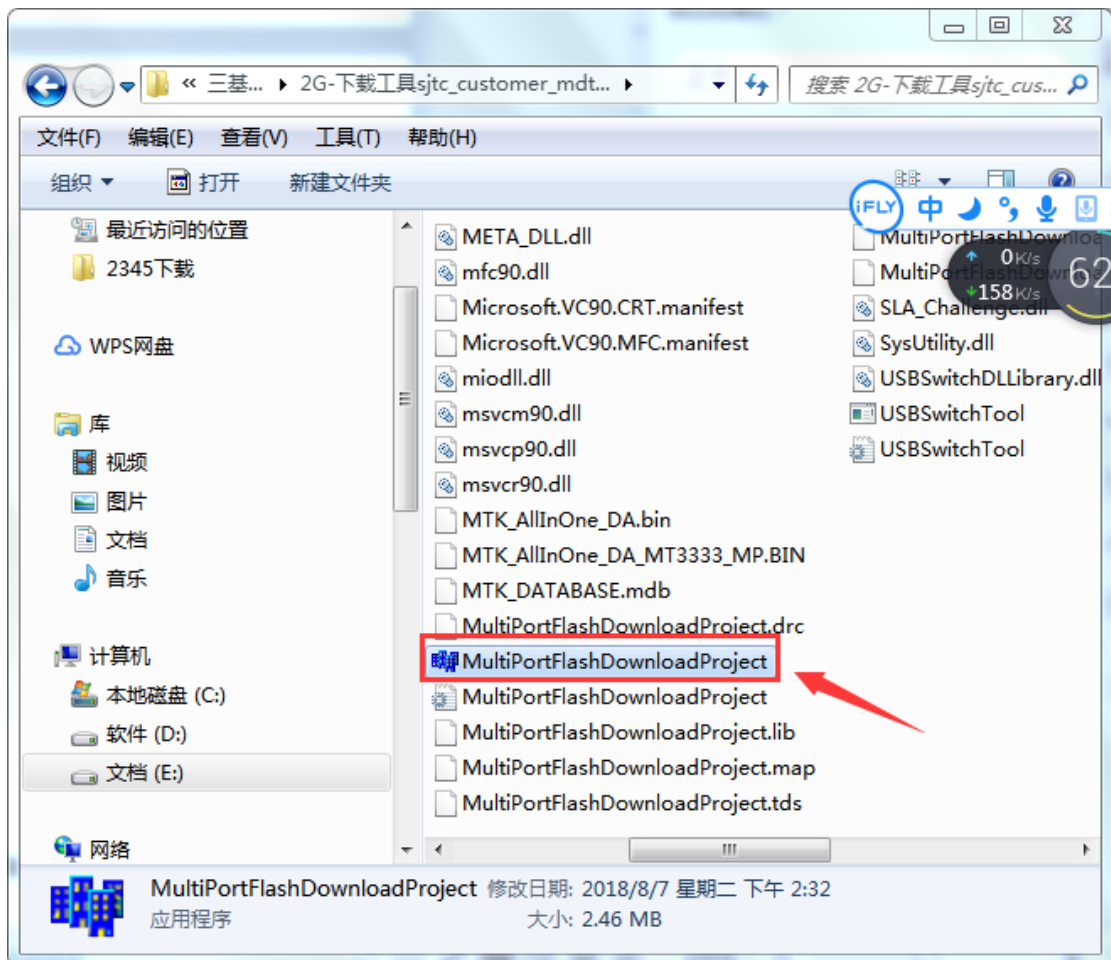 « 三基... ▸ 2G-下载工具sjtc_customer_mdt... ▸
搜索 2G-下载工具sjtc_cus...
文件(F) 编辑(E) 查看(V) 工具(T) 帮助(H)
组织 打开 新建文件夹
iFLY 中
0K/s
158K/s
62
最近访问的位置
2345下载
WPS网盘
库
视频
图片
文档
音乐
计算机
本地磁盘 (C:)
软件 (D:)
文档 (E:)
网络
META_DLL.dll
mfc90.dll
Microsoft.VC90.CRT.manifest
Microsoft.VC90.MFC.manifest
miodll.dll
msvcm90.dll
msvcp90.dll
msvcr90.dll
MTK_AllInOne_DA.bin
MTK_AllInOne_DA_MT3333_MP.BIN
MTK_DATABASE.mdb
MultiPortFlashDownloadProject.drc
MultiPortFlashDownloadProject
MultiPortFlashDownloadProject
MultiPortFlashDownloadProject.lib
MultiPortFlashDownloadProject.map
MultiPortFlashDownloadProject.tds
MultiPortFlashDownloa
SLA_Challenge.dll
SysUtility.dll
USBSwitchDLLibrary.dll
USBSwitchTool
USBSwitchTool
MultiPortFlashDownloadProject 修改日期: 2018/8/7 星期二 下午 2:32
应用程序 大小: 2.46 MB